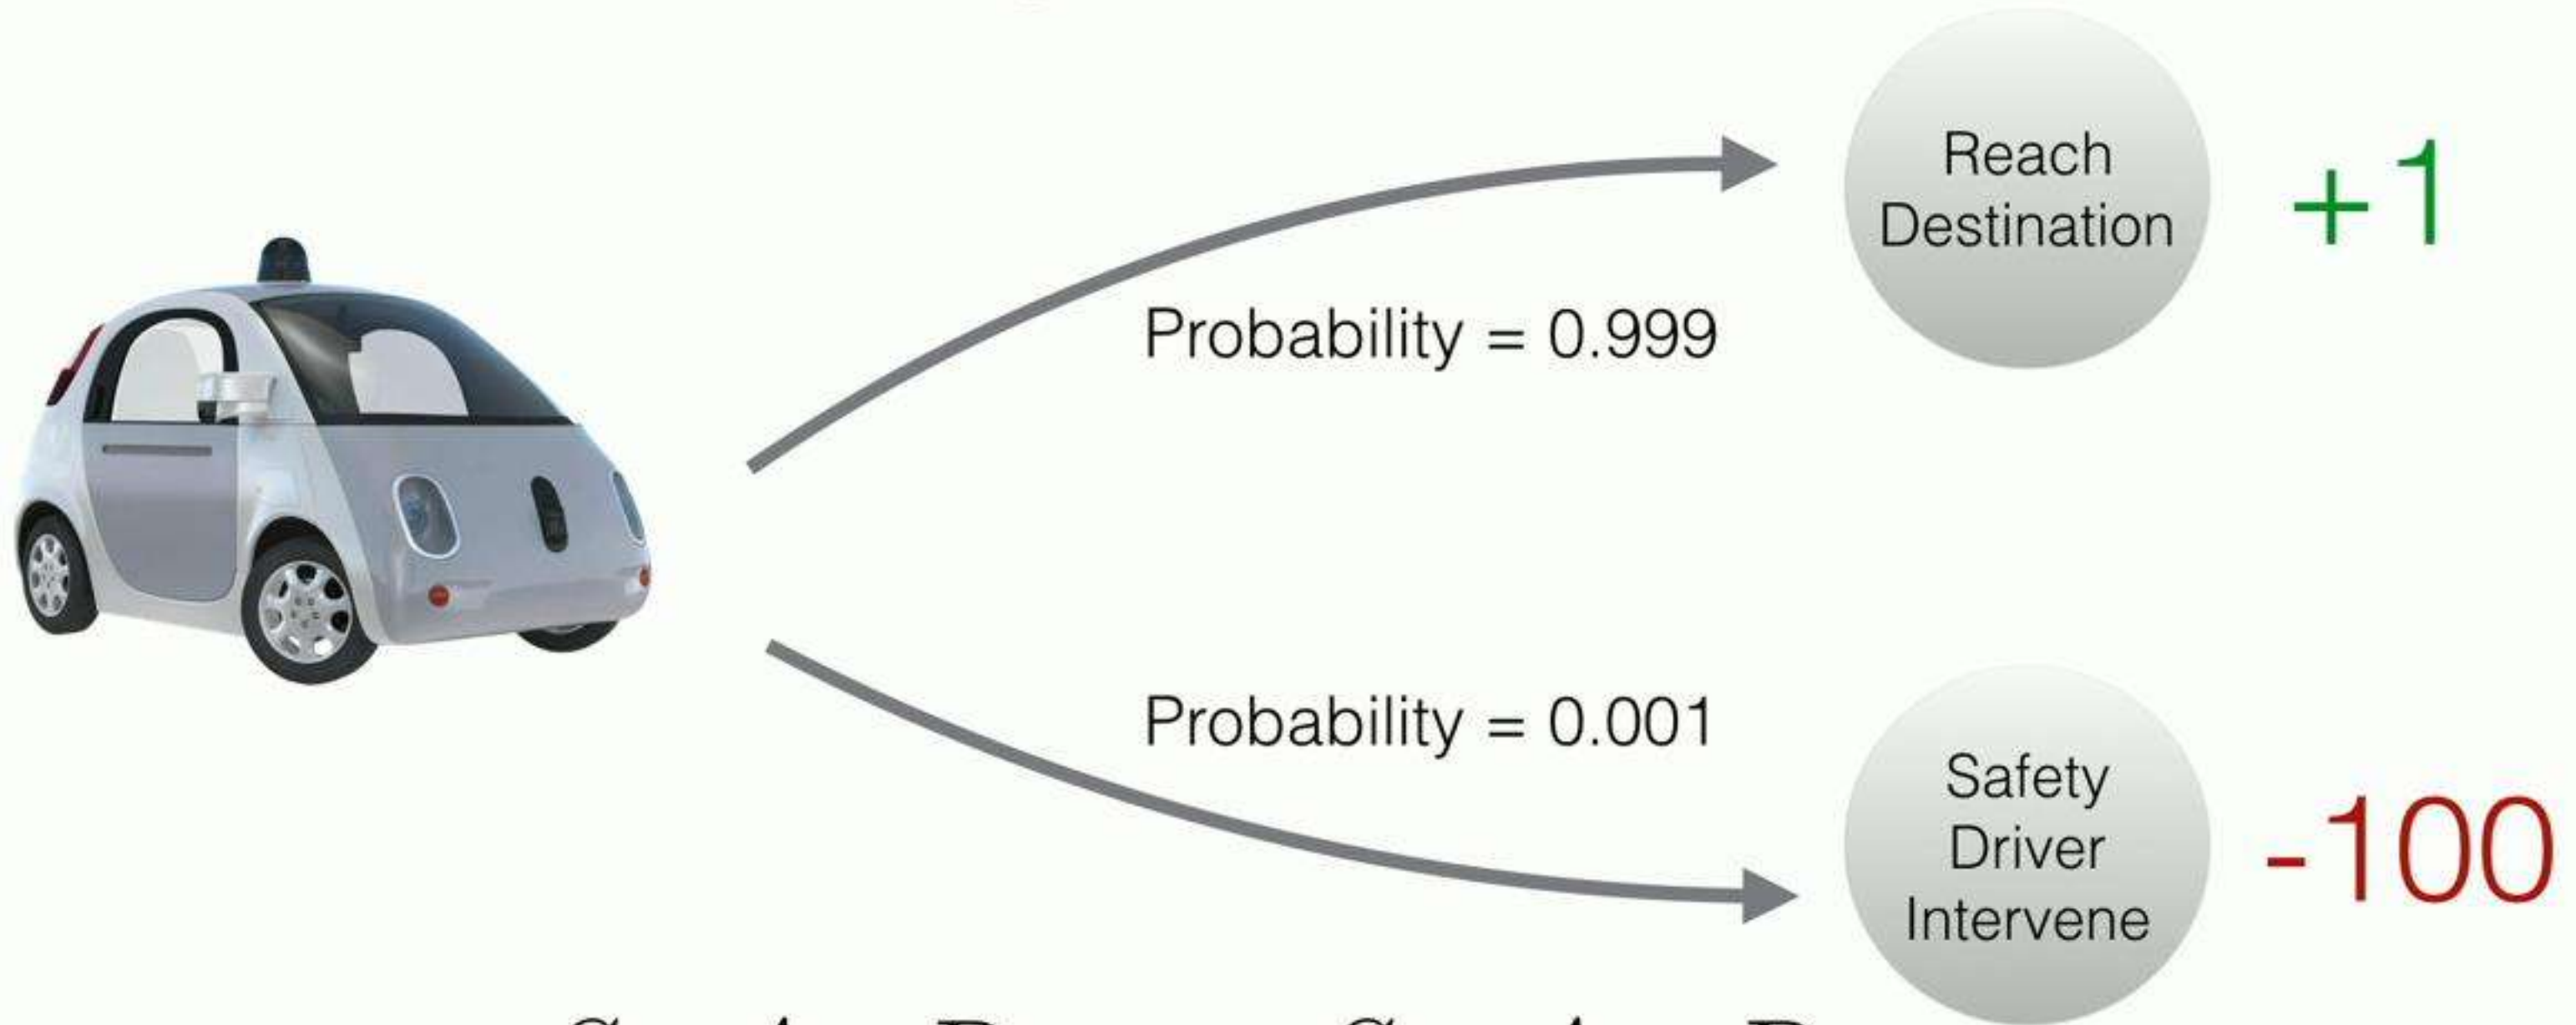 Reach
Destination
+1
Probability = 0.999
Probability = 0.001
Safety
Driver
Intervene
-100